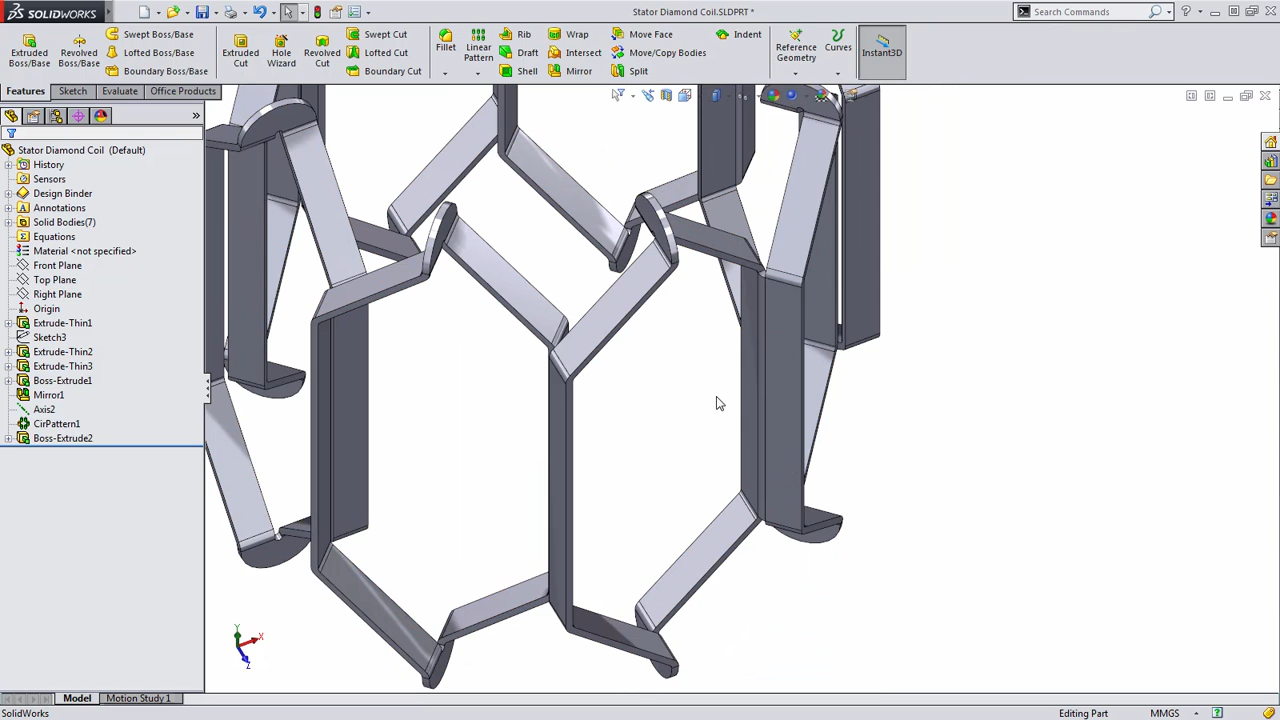 SOLIDWORKS
Stator Diamond Coil.SLDPRT *
Search Commands
Extruded Boss/Base
Revolved Boss/Base
Swept Boss/Base
Lofted Boss/Base
Boundary Boss/Base
Extruded Cut
Hole Wizard
Revolved Cut
Swept Cut
Lofted Cut
Boundary Cut
Fillet
Linear Pattern
Rib
Draft
Shell
Wrap
Intersect
Mirror
Move Face
Move/Copy Bodies
Split
Indent
Reference Geometry
Curves
Instant3D
Features
Sketch
Evaluate
Office Products
Stator Diamond Coil (Default)
History
Sensors
Design Binder
Annotations
Solid Bodies(7)
Equations
Material <not specified>
Front Plane
Top Plane
Right Plane
Origin
Extrude-Thin1
Sketch3
Extrude-Thin2
Extrude-Thin3
Boss-Extrude1
Mirror1
Axis2
CirPattern1
Boss-Extrude2
Y
X
Z
Model
Motion Study 1
SolidWorks
Editing Part
MMGS